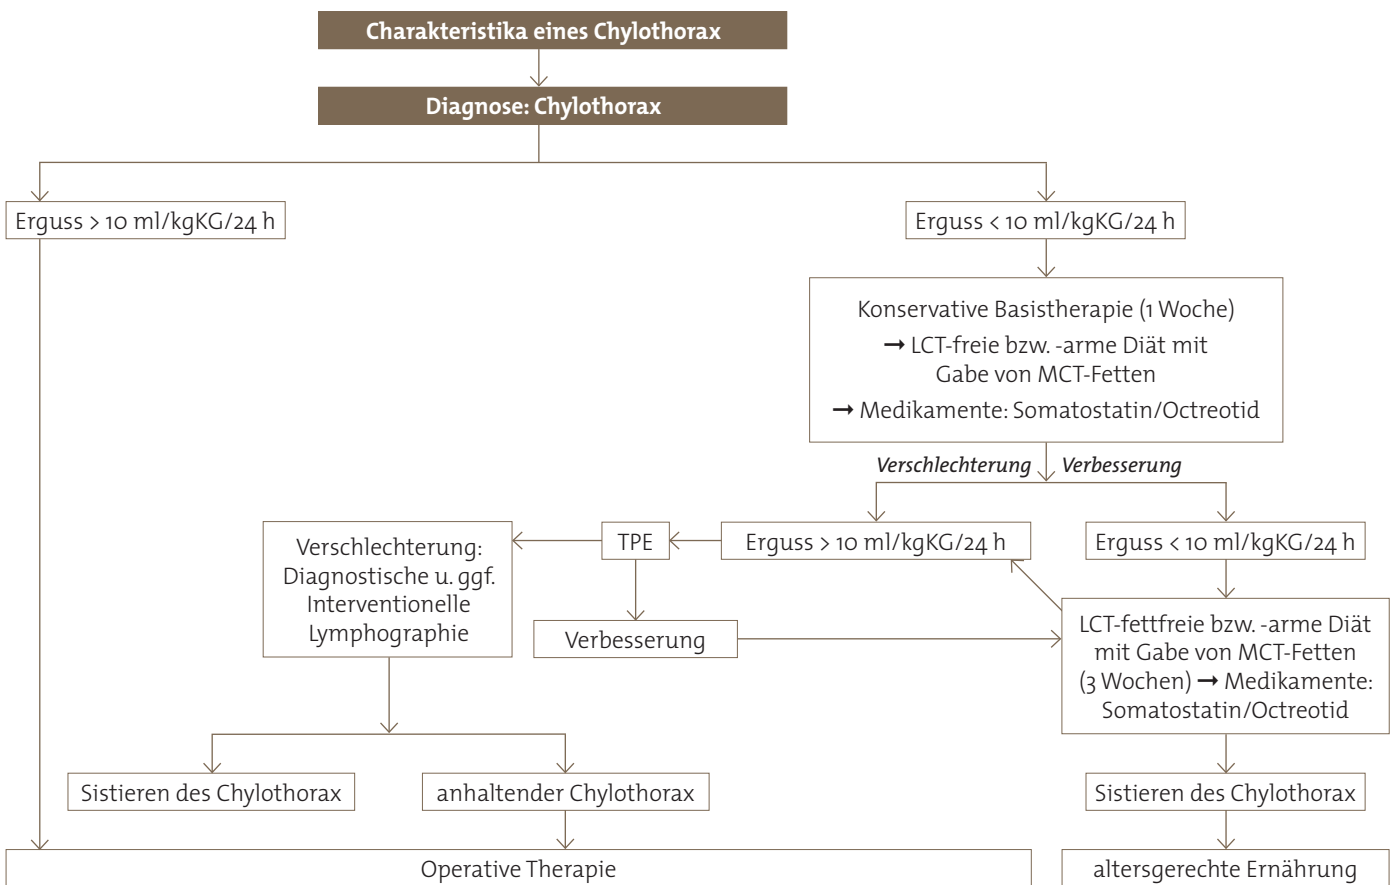 Charakteristika eines Chylothorax
Diagnose: Chylothorax
Erguss > 10 ml/kgKG/24 h
Erguss < 10 ml/kgKG/24 h
Konservative Basistherapie (1 Woche)
→ LCT-freie bzw. -arme Diät mit
Gabe von MCT-Fetten
→ Medikamente: Somatostatin/Octreotid
Verschlechterung
Verbesserung
Verschlechterung:
Diagnostische u. ggf.
Interventionelle
Lymphographie
TPE
Erguss > 10 ml/kgKG/24 h
Erguss < 10 ml/kgKG/24 h
Verbesserung
LCT-fettfreie bzw. -arme Diät
mit Gabe von MCT-Fetten
(3 Wochen) → Medikamente:
Somatostatin/Octreotid
Sistieren des Chylothorax
anhaltender Chylothorax
Sistieren des Chylothorax
Operative Therapie
altersgerechte Ernährung